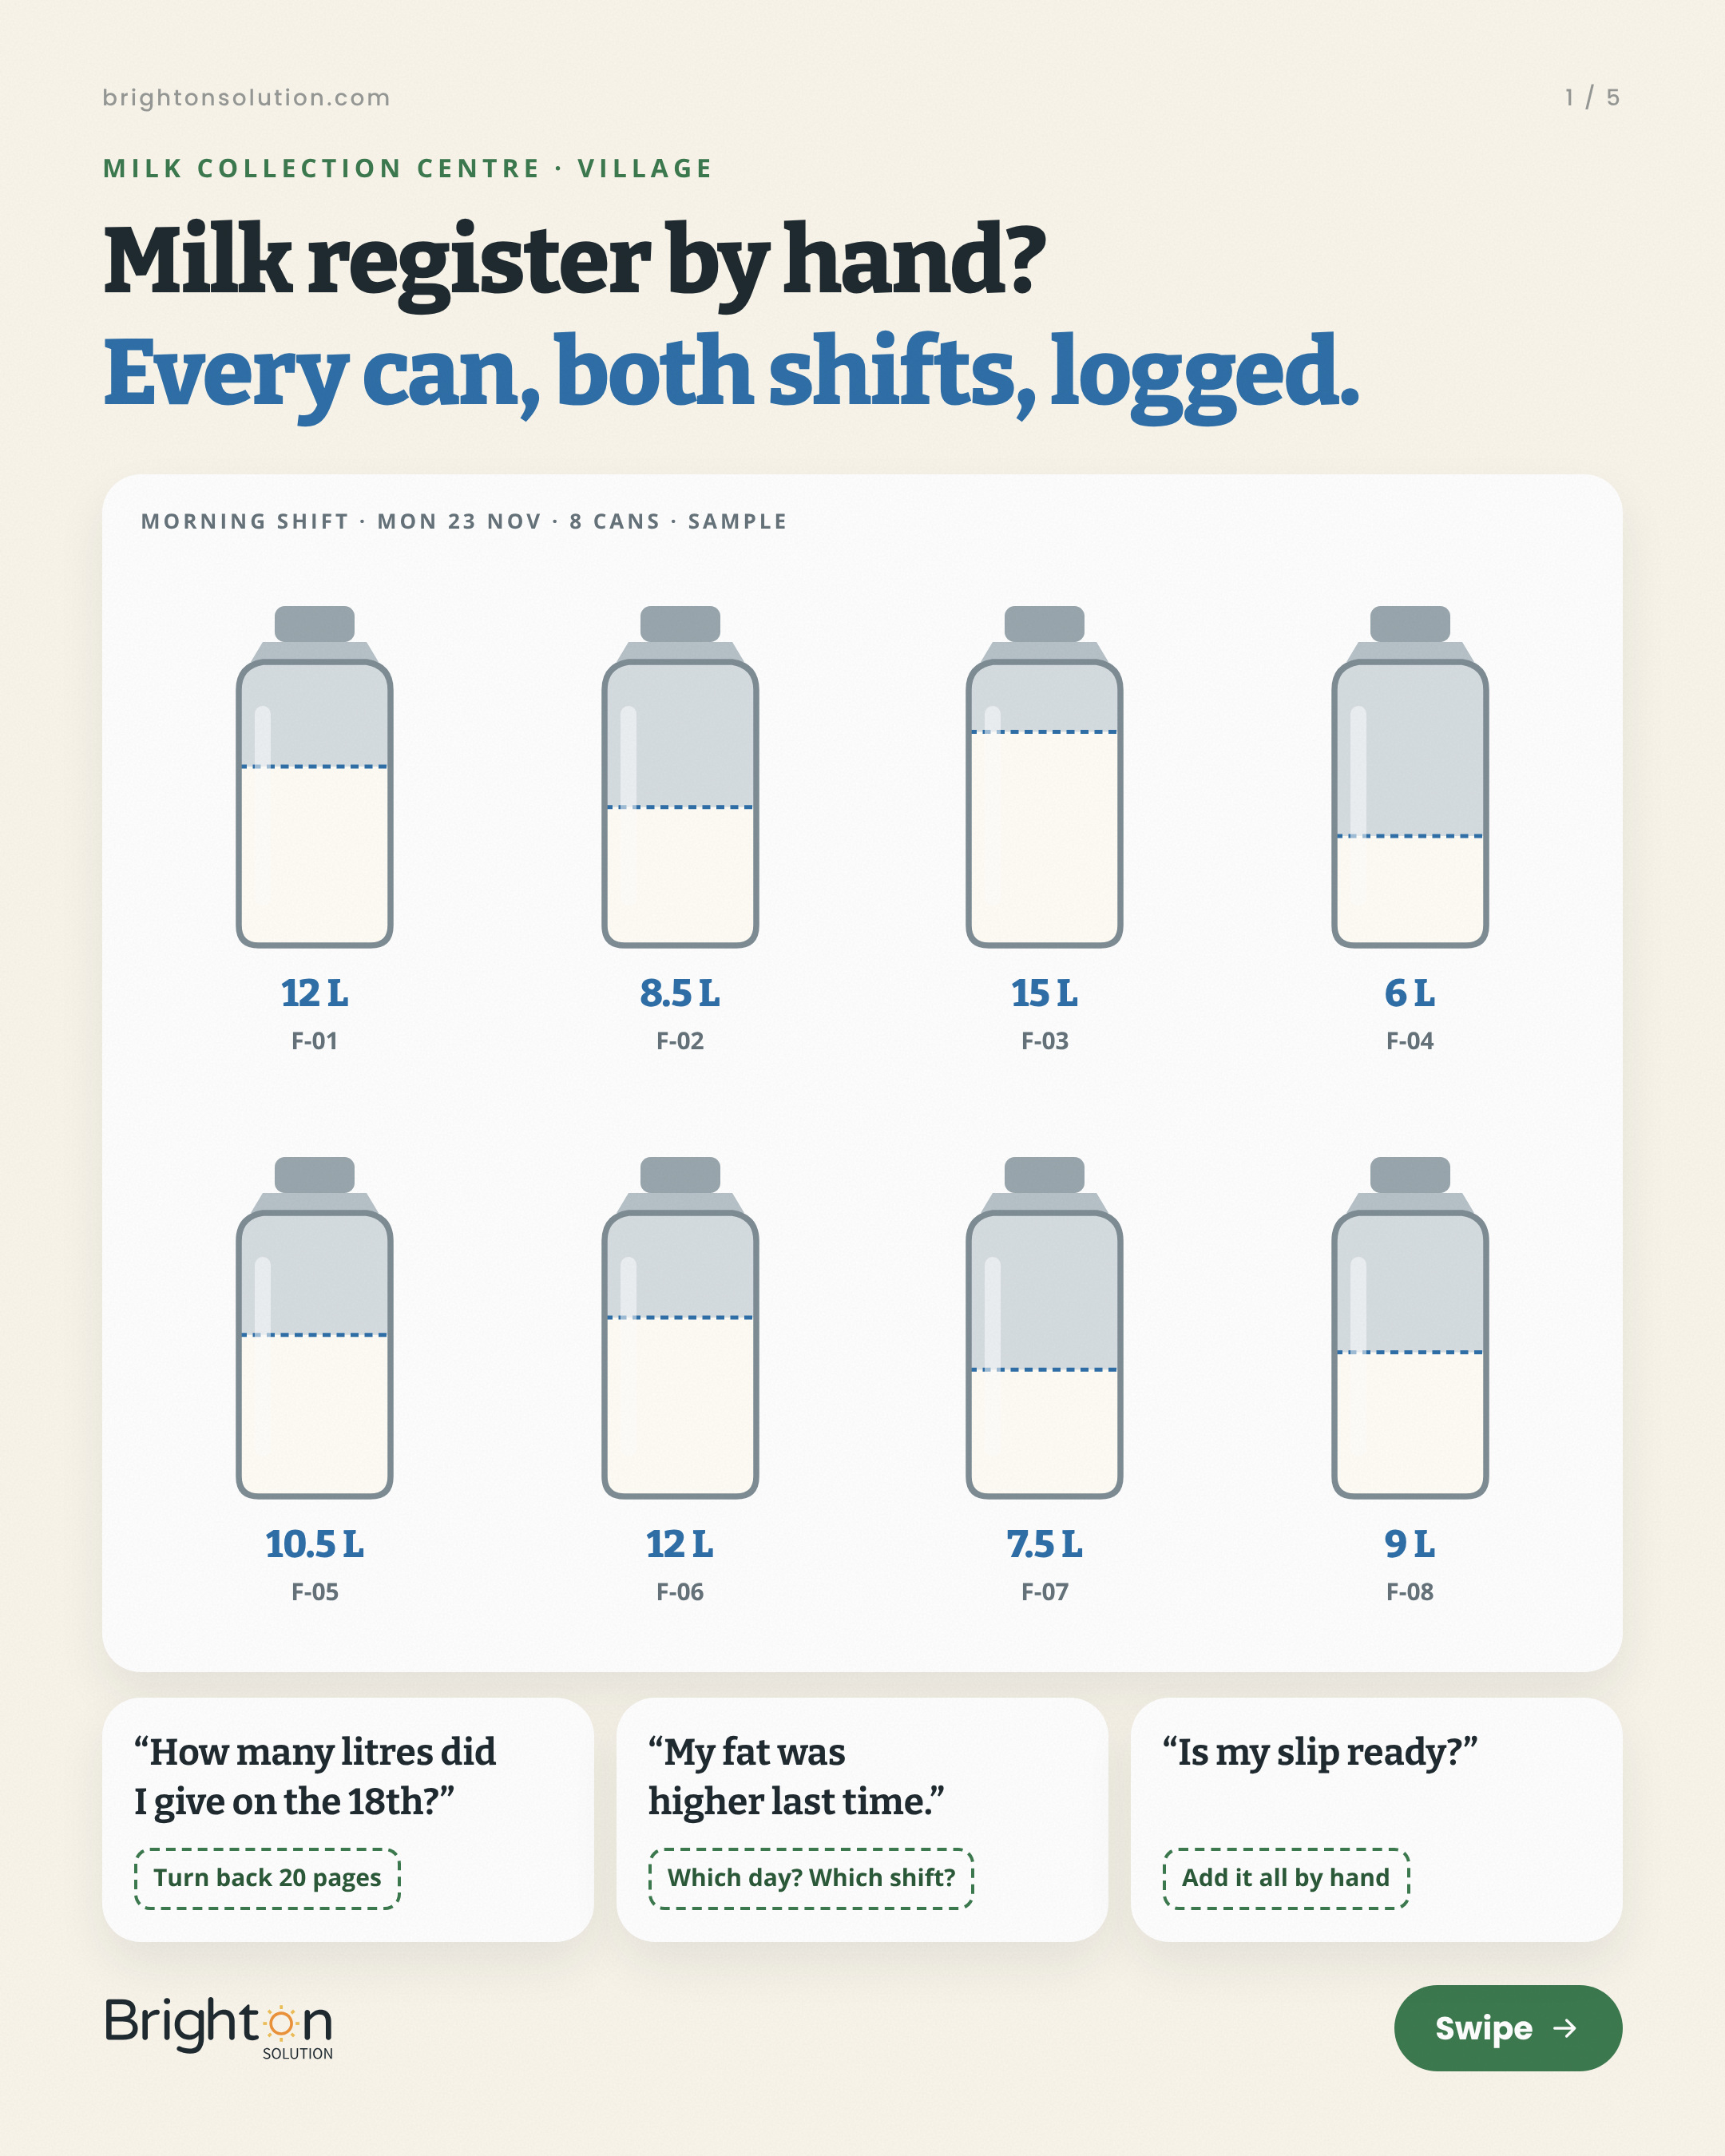 brightonsolution.com
1 / 5
MILK COLLECTION CENTRE · VILLAGE
Milk register by hand?
Every can, both shifts, logged.
MORNING SHIFT · MON 23 NOV · 8 CANS · SAMPLE
12 L
8.5 L
15 L
6 L
F-01
F-02
F-03
F-04
10.5 L
12 L
7.5 L
9 L
F-05
F-06
F-07
F-08
“How many litres did
I give on the 18th?”
Turn back 20 pages
“My fat was
higher last time.”
Which day? Which shift?
“Is my slip ready?”
Add it all by hand
Brighton
SOLUTION
Swipe →